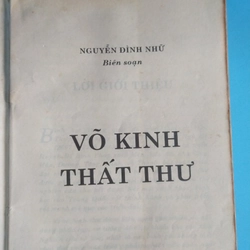 NGUYỄN ĐÌNH NHỮ
Biên soạn
VÕ KINH
THẤT THƯ